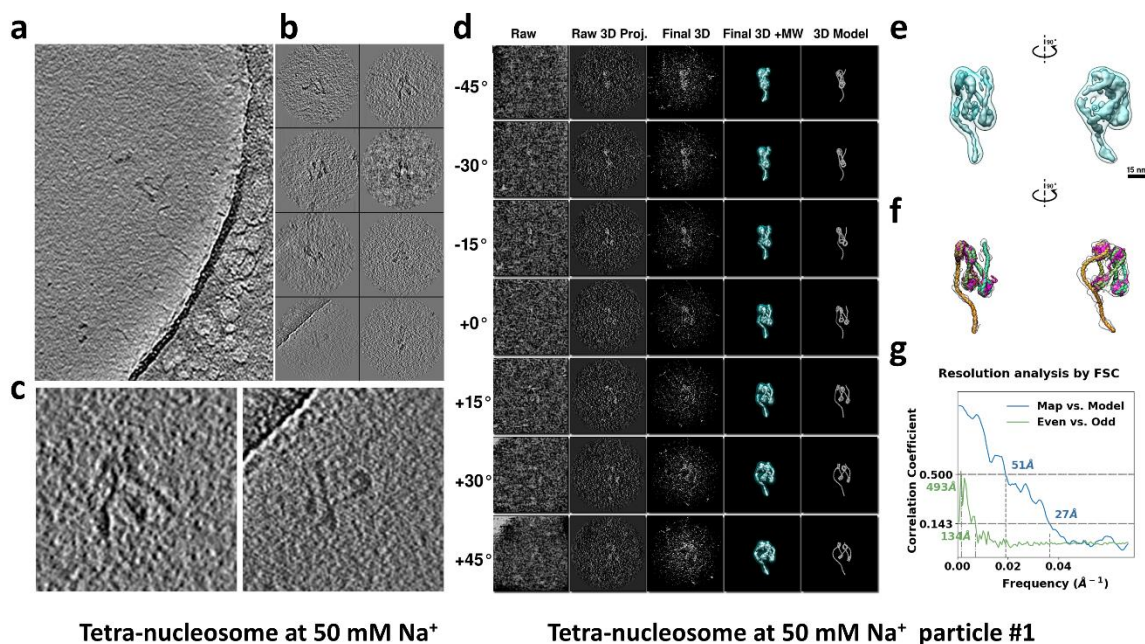 a
b
d
Raw
Raw 3D Proj.
Final 3D
Final 3D +MW
3D Model
-45°
-30°
-15°
+0°
+15°
+30°
+45°
c
e
90°
15 nm
90°
f
g
Resolution analysis by FSC
Map vs. Model
Even vs. Odd
Correlation Coefficient
0.500
0.143
51Å
493Å
27Å
134Å
0.00
0.02
0.04
Frequency (Å⁻¹)
Tetra-nucleosome at 50 mM Na⁺
Tetra-nucleosome at 50 mM Na⁺ particle #1